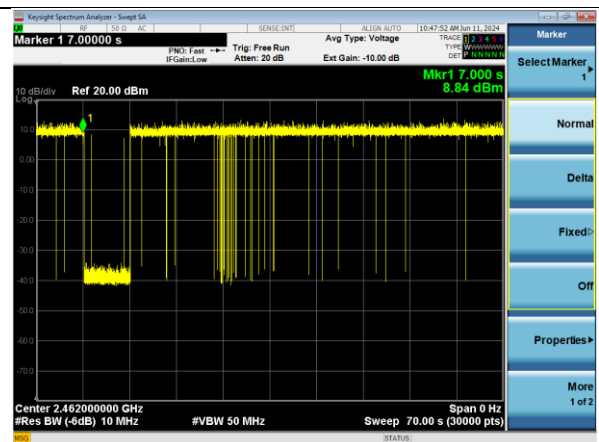 Keysight Spectrum Analyzer - Swept SA
RF 50 Ω AC SENSE:INT ALIGN AUTO 10:47:52 AM Jun 11, 2024
Marker 1 7.00000 s
PNO: Fast
IFGain:Low
Trig: Free Run
Atten: 20 dB
Avg Type: Voltage
Ext Gain: -10.00 dB
TRACE 1 2 3 4 5 6
TYPE WWWWWW
DET P N N N N N
Marker
Select Marker
1
Mkr1 7.000 s
8.84 dBm
10 dB/div Ref 20.00 dBm
Log
1
10.0
0.00
-10.0
-20.0
-30.0
-40.0
-50.0
-60.0
-70.0
Normal
Delta
Fixed
Off
Properties
More
1 of 2
Center 2.462000000 GHz Span 0 Hz
#Res BW (-6dB) 10 MHz #VBW 50 MHz Sweep 70.00 s (30000 pts)
MSG STATUS